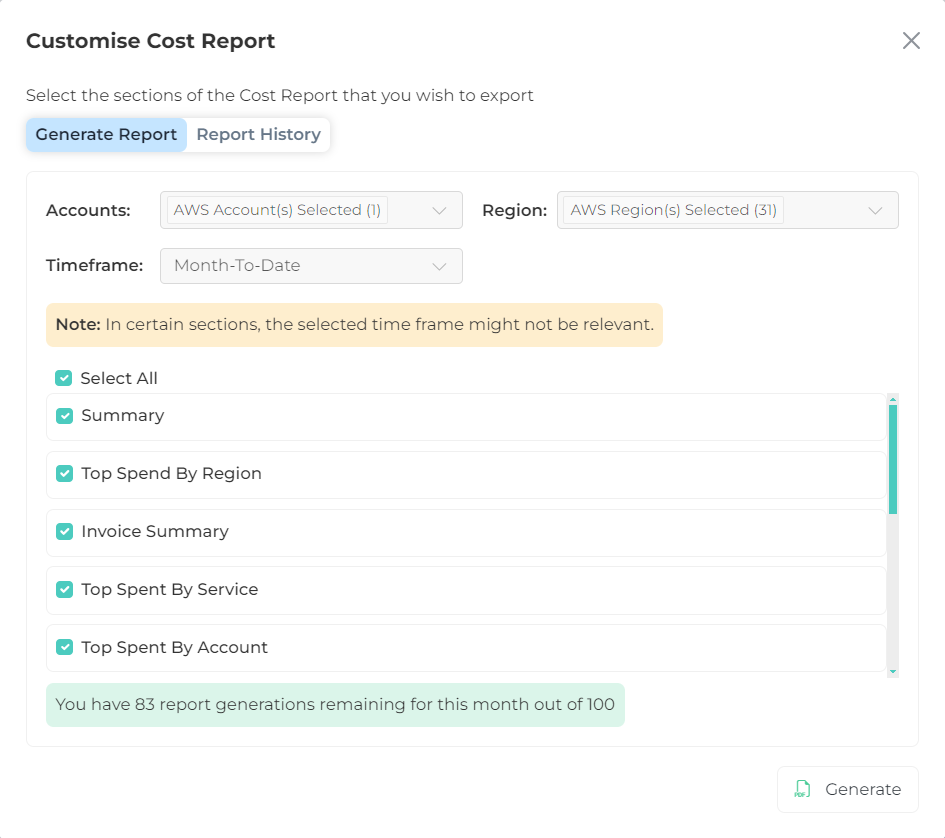 Customise Cost Report
Select the sections of the Cost Report that you wish to export
Generate Report Report History
Accounts: AWS Account(s) Selected (1) Region: AWS Region(s) Selected (31)
Timeframe: Month-To-Date
Note: In certain sections, the selected time frame might not be relevant.
Select All
Summary
Top Spend By Region
Invoice Summary
Top Spent By Service
Top Spent By Account
You have 83 report generations remaining for this month out of 100
PDF Generate